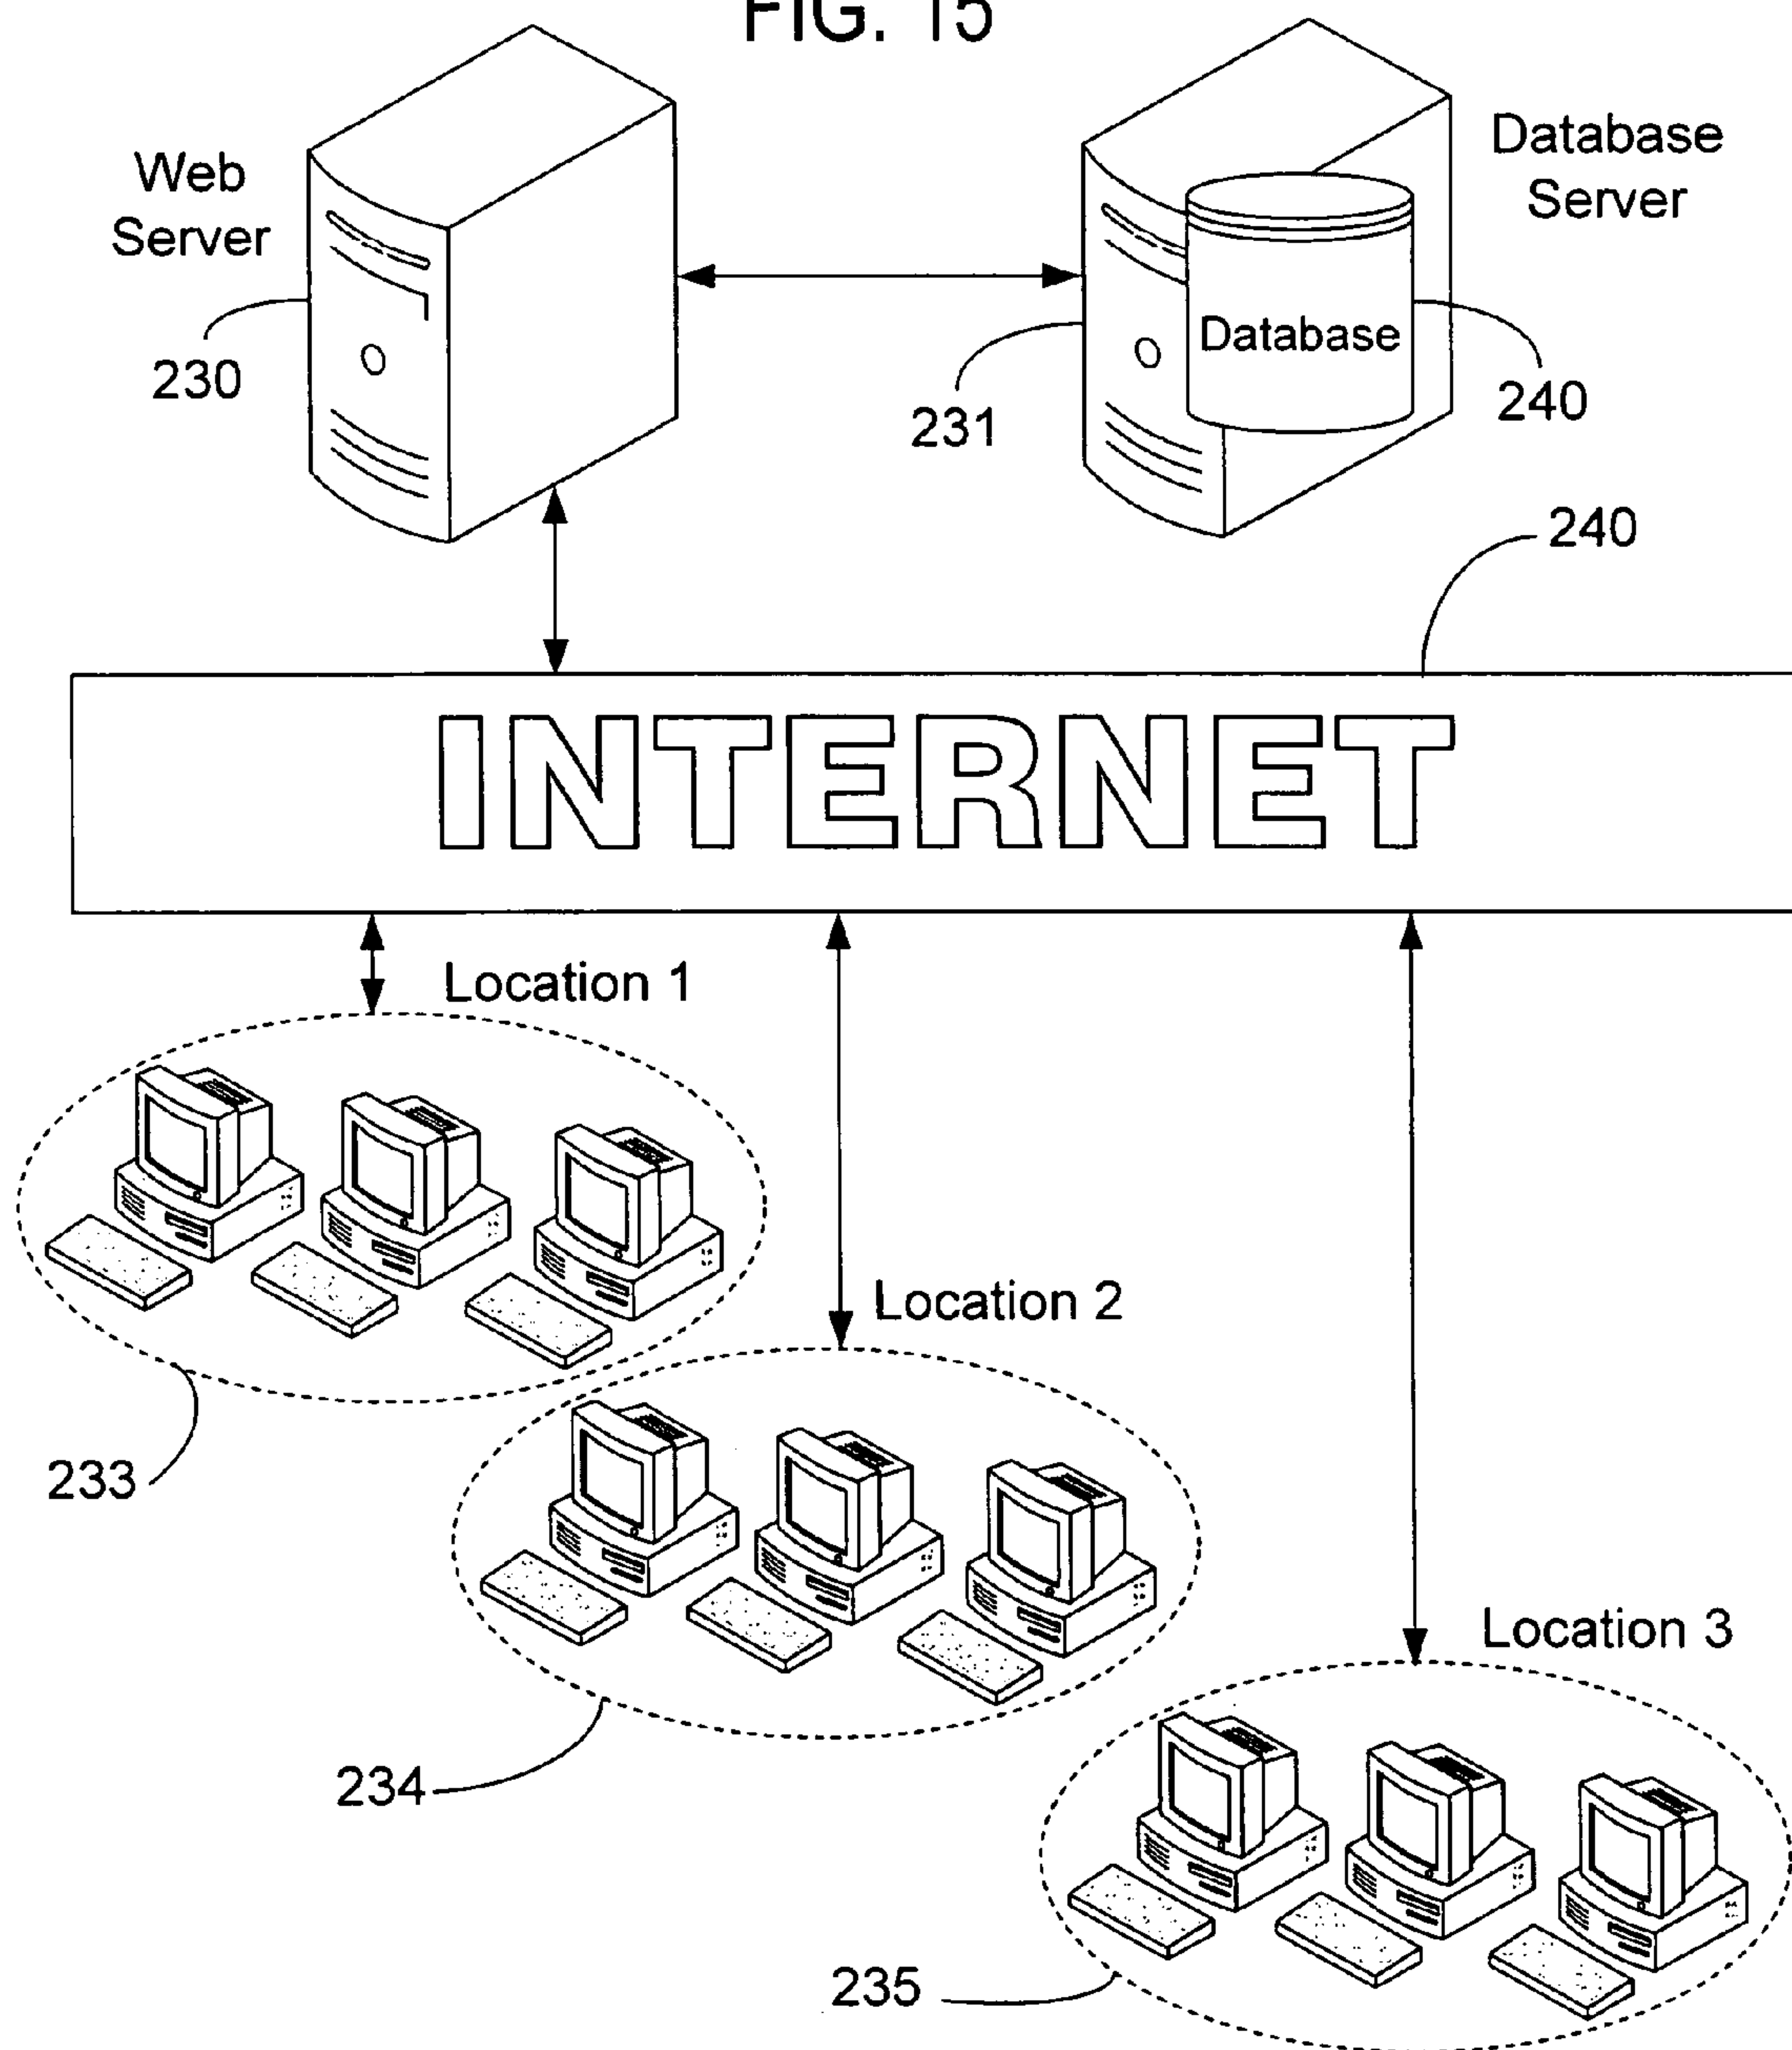 FIG. 15
Web
Server
Database
Server
Database
230
231
240
240
INTERNET
Location 1
Location 2
233
Location 3
234
235